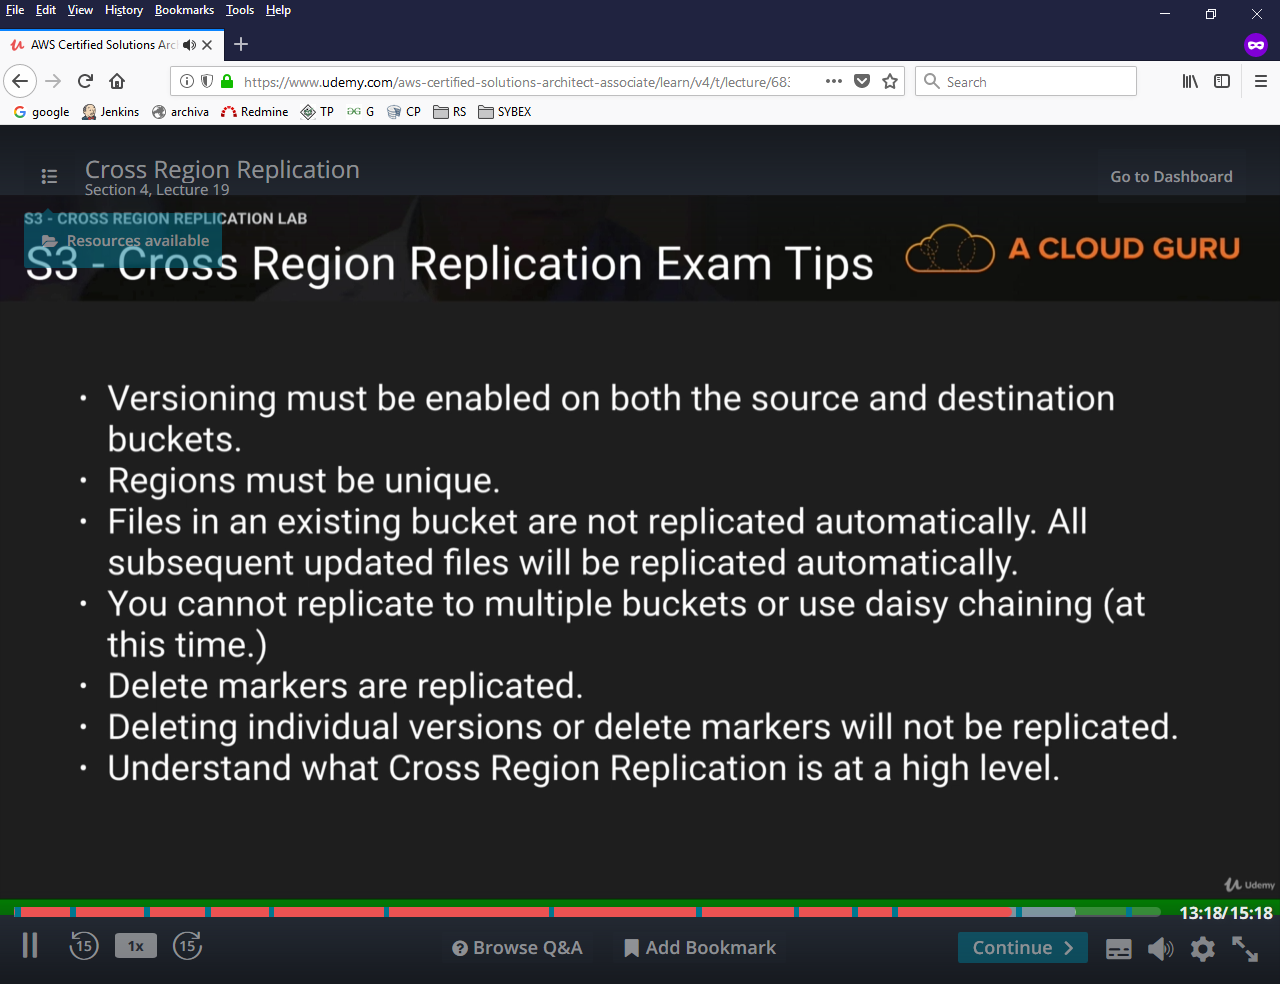 File Edit View History Bookmarks Tools Help
AWS Certified Solutions Arc
https://www.udemy.com/aws-certified-solutions-architect-associate/learn/v4/t/lecture/68
Search
google Jenkins archiva Redmine TP G CP RS SYBEX
Cross Region Replication
Section 4, Lecture 19
Go to Dashboard
S3 - CROSS REGION REPLICATION LAB
Resources available
S3 - Cross Region Replication Exam Tips
A CLOUD GURU
• Versioning must be enabled on both the source and destination
buckets.
• Regions must be unique.
• Files in an existing bucket are not replicated automatically. All
subsequent updated files will be replicated automatically.
• You cannot replicate to multiple buckets or use daisy chaining (at
this time.)
• Delete markers are replicated.
• Deleting individual versions or delete markers will not be replicated.
• Understand what Cross Region Replication is at a high level.
Udemy
13:18/15:18
15 1x 15
Browse Q&A
Add Bookmark
Continue